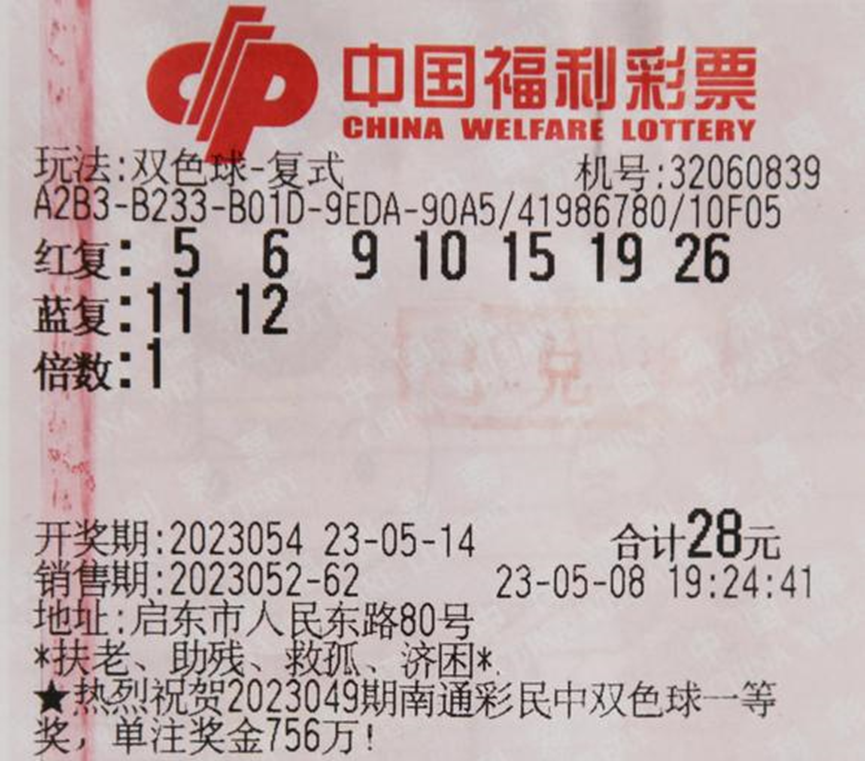 中国福利彩票
CHINA WELFARE LOTTERY
玩法:双色球-复式 机号:32060839
A2B3-B233-B01D-9EDA-90A5/41986780/10F05
红复: 5 6 9 10 15 19 26
蓝复:11 12
倍数:1
兑
开奖期:2023054 23-05-14 合计28元
销售期:2023052-62 23-05-08 19:24:41
地址:启东市人民东路80号
*扶老、助残、救孤、济困*
★热烈祝贺2023049期南通彩民中双色球一等
奖，单注奖金756万!